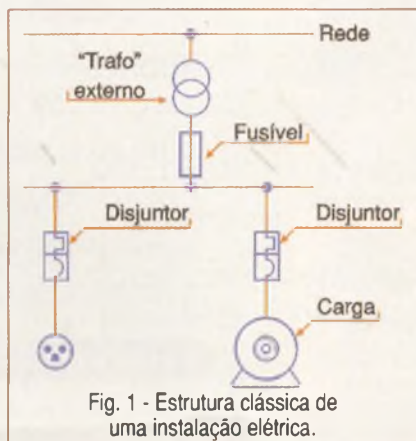 Rede
"Trafo"
externo
Fusível
Disjuntor
Disjuntor
Carga
Fig. 1 - Estrutura clássica de
uma instalação elétrica.